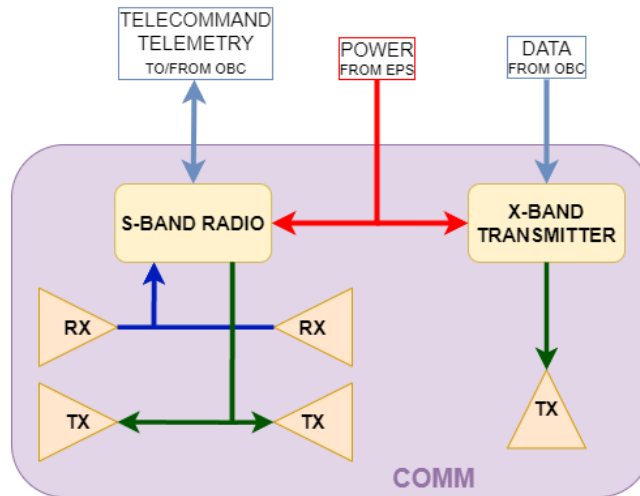 TELECOMMAND
TELEMETRY
TO/FROM OBC
POWER
FROM EPS
DATA
FROM OBC
S-BAND RADIO
X-BAND
TRANSMITTER
RX
RX
TX
TX
TX
COMM